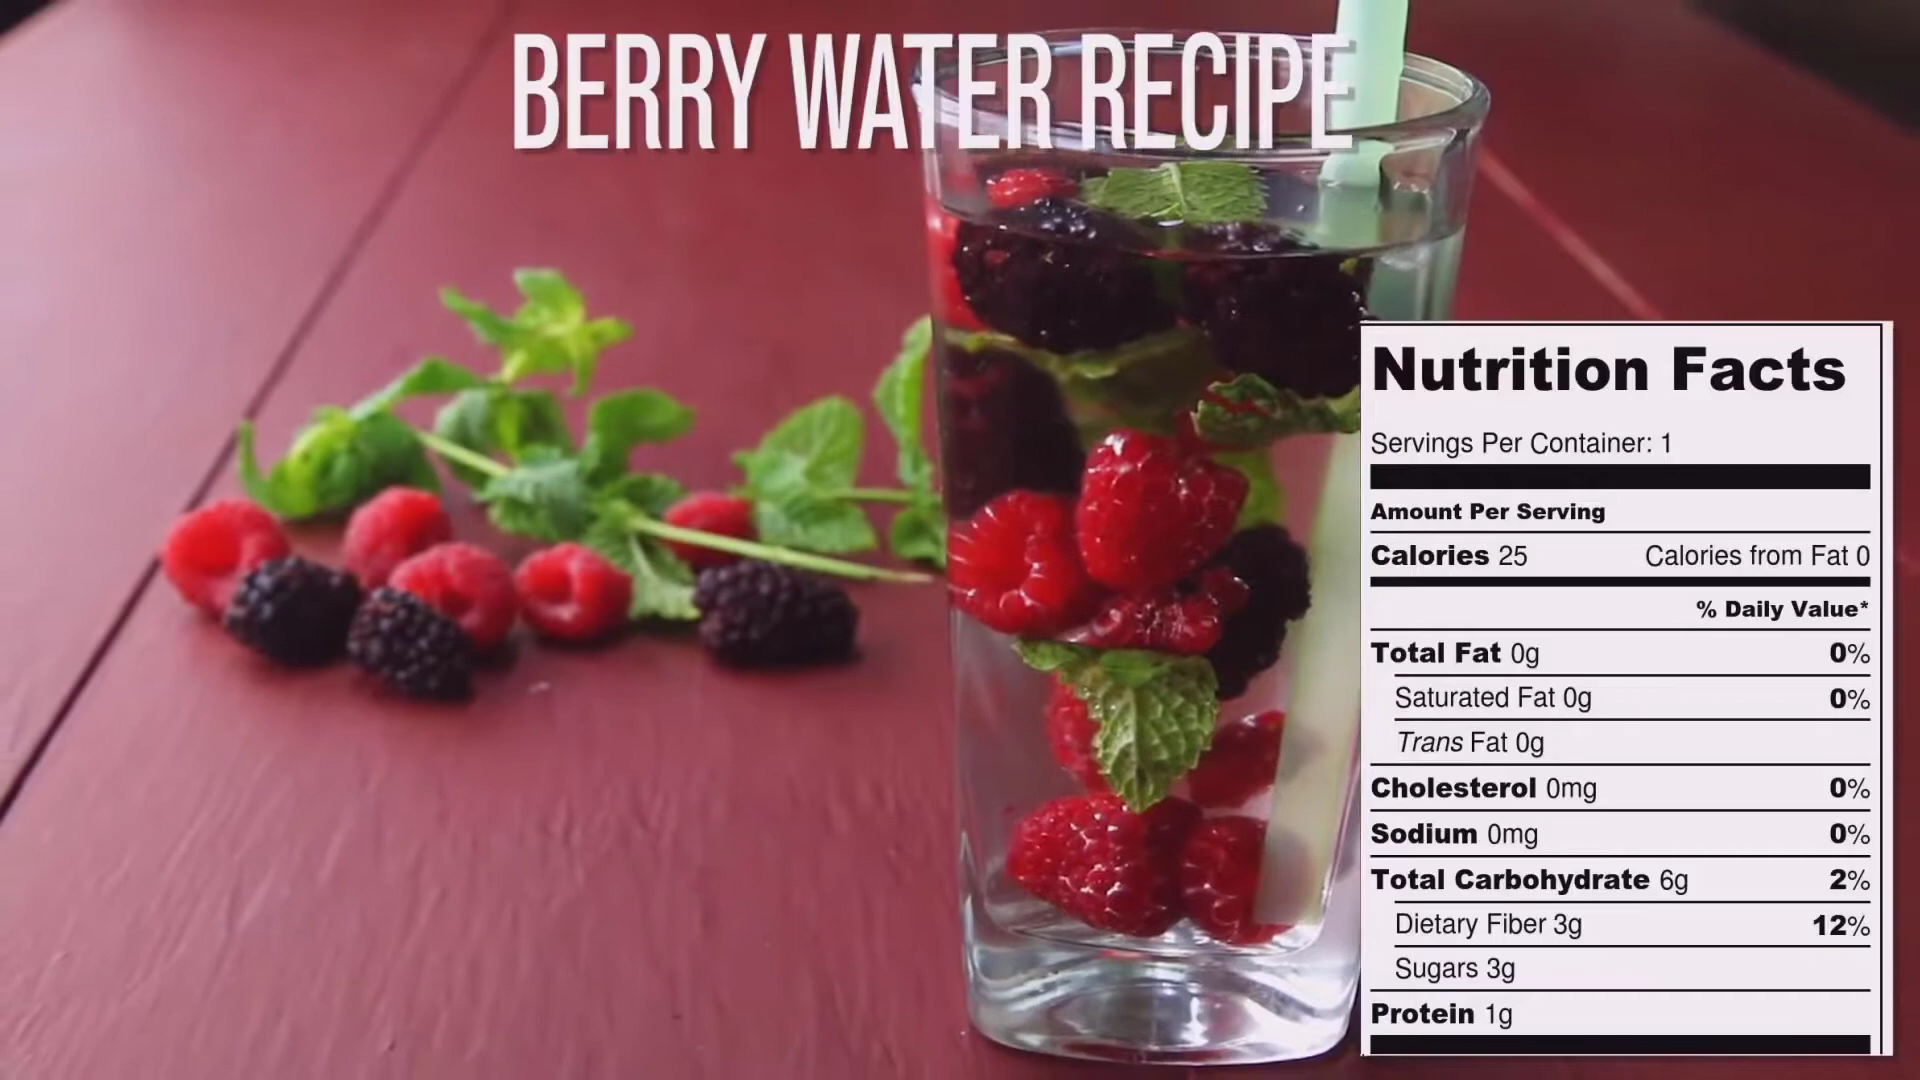 BERRY WATER RECIPE
Nutrition Facts
Servings Per Container: 1
Amount Per Serving
Calories 25 Calories from Fat 0
% Daily Value*
Total Fat 0g 0%
Saturated Fat 0g 0%
Trans Fat 0g
Cholesterol 0mg 0%
Sodium 0mg 0%
Total Carbohydrate 6g 2%
Dietary Fiber 3g 12%
Sugars 3g
Protein 1g